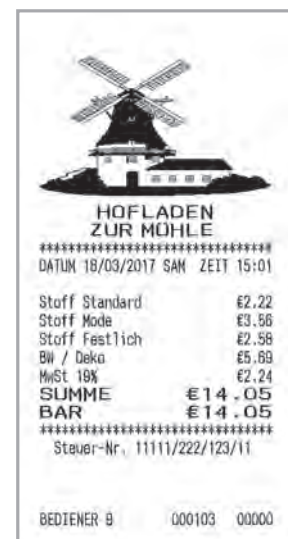 HOFLADEN
ZUR MÜHLE
********************************
DATUM 18/03/2017 SAM ZEIT 15:01
Stoff Standard €2.22
Stoff Mode €3.56
Stoff Festlich €2.58
BW / Deko €5.69
MwSt 19% €2.24
SUMME €14.05
BAR €14.05
********************************
Steuer-Nr. 11111/222/123/11
BEDIENER 9 000103 00000